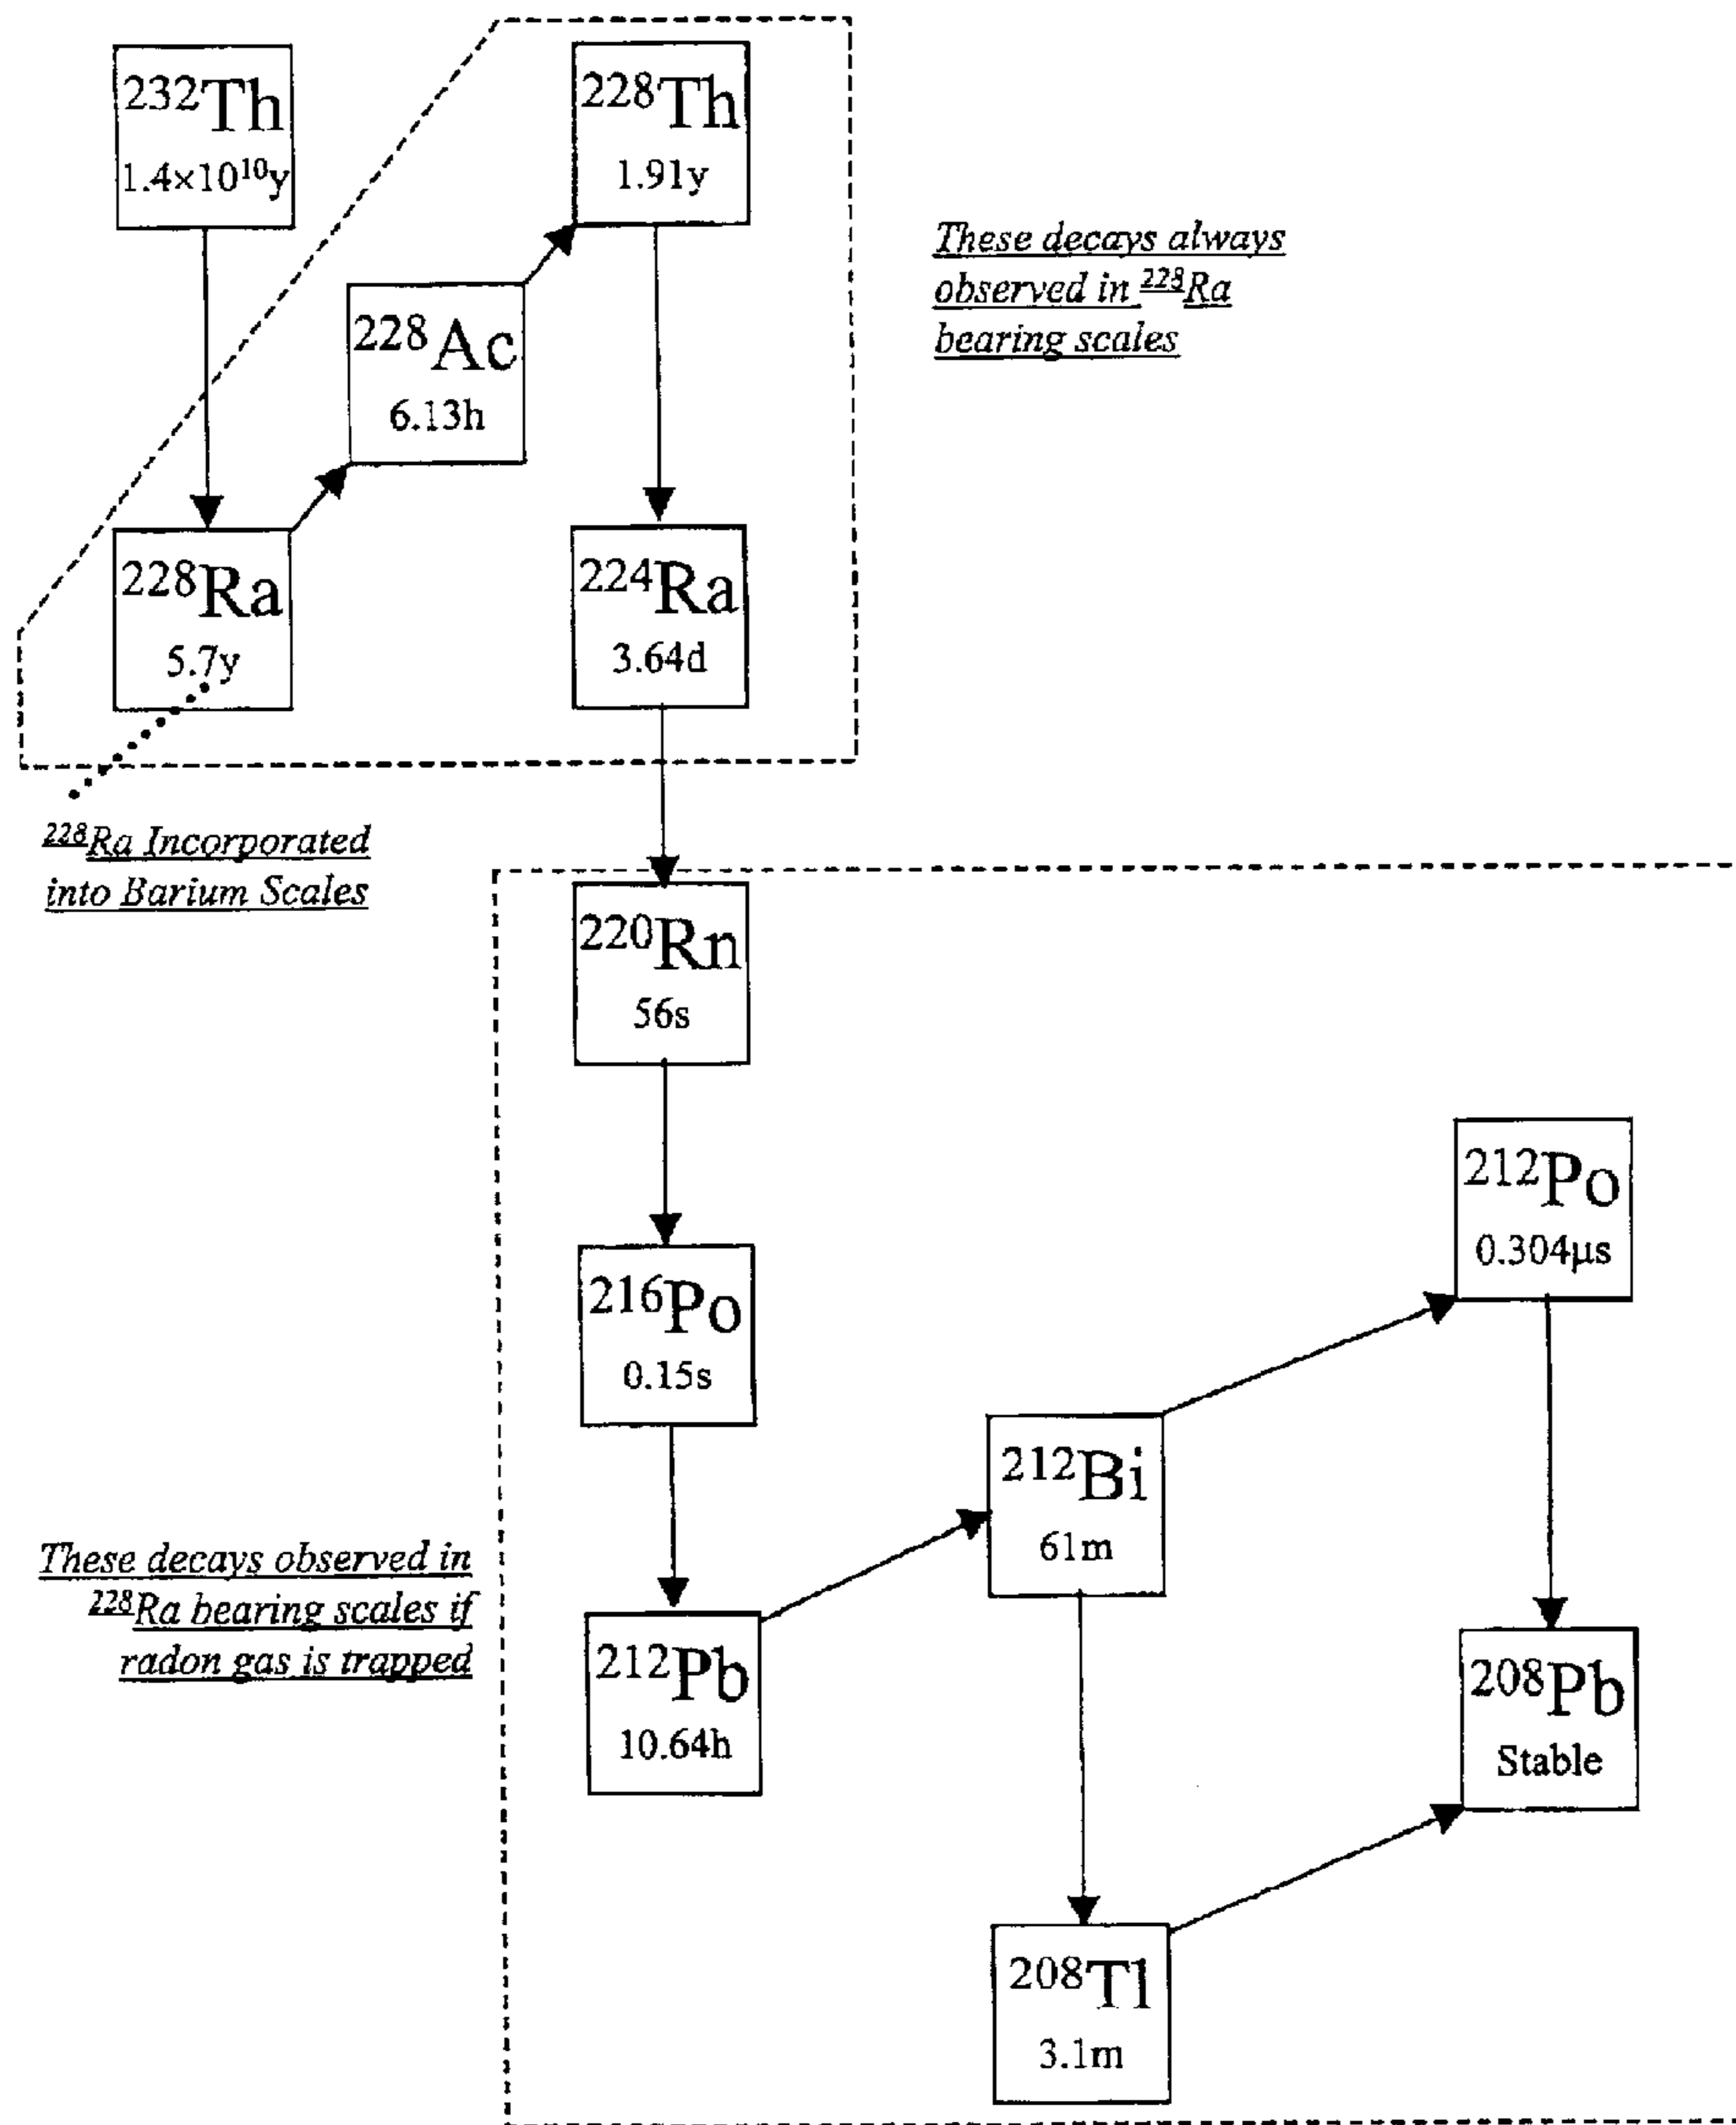 ²³²Th
1.4×10¹⁰y
²²⁸Th
1.91y
These decays always
observed in ²²⁸Ra
bearing scales
²²⁸Ac
6.13h
²²⁸Ra
5.7y
²²⁴Ra
3.64d
²²⁸Ra Incorporated
into Barium Scales
²²⁰Rn
56s
²¹⁶Po
0.15s
²¹²Po
0.304μs
²¹²Bi
61m
These decays observed in
²²⁸Ra bearing scales if
radon gas is trapped
²¹²Pb
10.64h
²⁰⁸Pb
Stable
²⁰⁸Tl
3.1m